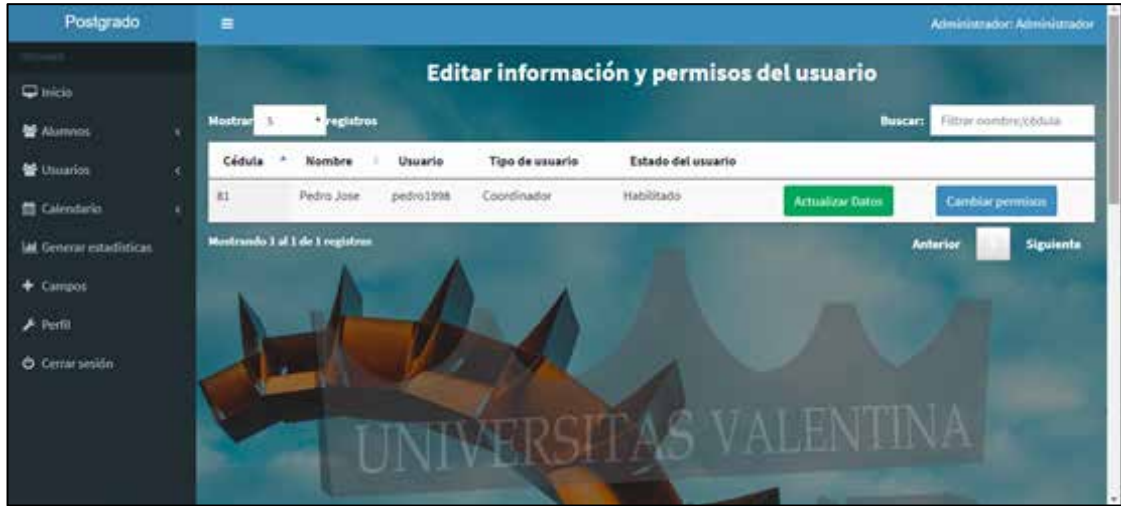 Postgrado
Administrador: Administrador
Editar información y permisos del usuario
Inicio
Alumnos
Usuarios
Calendario
Generar estadísticas
Campos
Perfil
Cerrar sesión
Mostrar 5 registros
Buscar: Filtrar nombre/cédula
Cédula Nombre Usuario Tipo de usuario Estado del usuario
81 Pedro Jose pedro1998 Coordinador Habilitado Actualizar Datos Cambiar permisos
Mostrando 1 al 1 de 1 registros
Anterior Siguiente
UNIVERSITAS VALENTINA